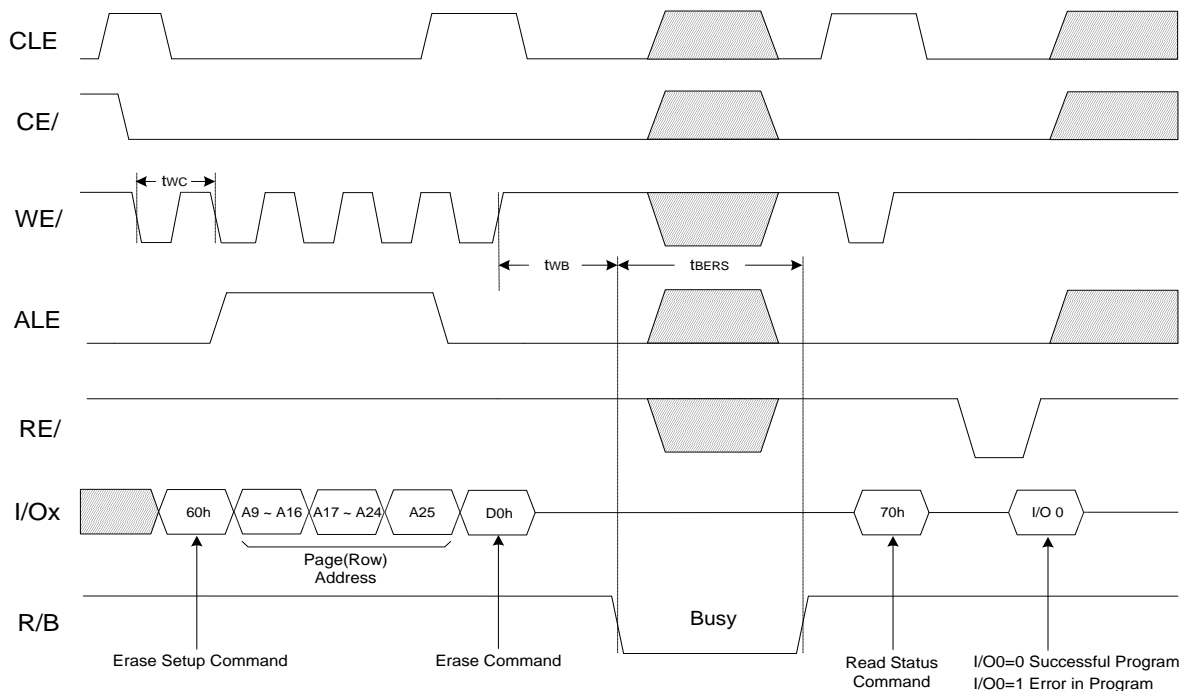 CLE
CE/
tWC
WE/
tWB
tBERS
ALE
RE/
I/Ox
60h
A9 ~ A16
A17 ~ A24
A25
D0h
70h
I/O 0
Page(Row)
Address
R/B
Busy
Erase Setup Command
Erase Command
Read Status
Command
I/O0=0 Successful Program
I/O0=1 Error in Program